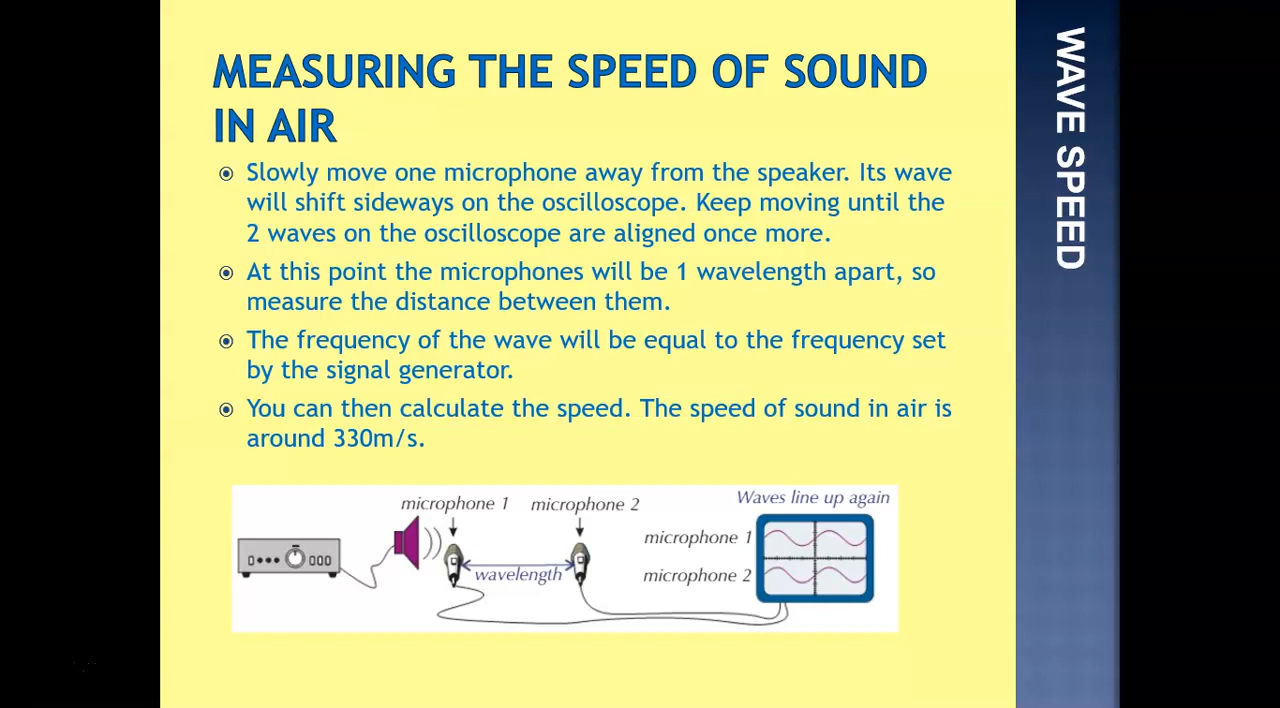 MEASURING THE SPEED OF SOUND
IN AIR
Slowly move one microphone away from the speaker. Its wave
will shift sideways on the oscilloscope. Keep moving until the
2 waves on the oscilloscope are aligned once more.
At this point the microphones will be 1 wavelength apart, so
measure the distance between them.
The frequency of the wave will be equal to the frequency set
by the signal generator.
You can then calculate the speed. The speed of sound in air is
around 330m/s.
microphone 1
microphone 2
wavelength
Waves line up again
microphone 1
microphone 2
WAVE SPEED